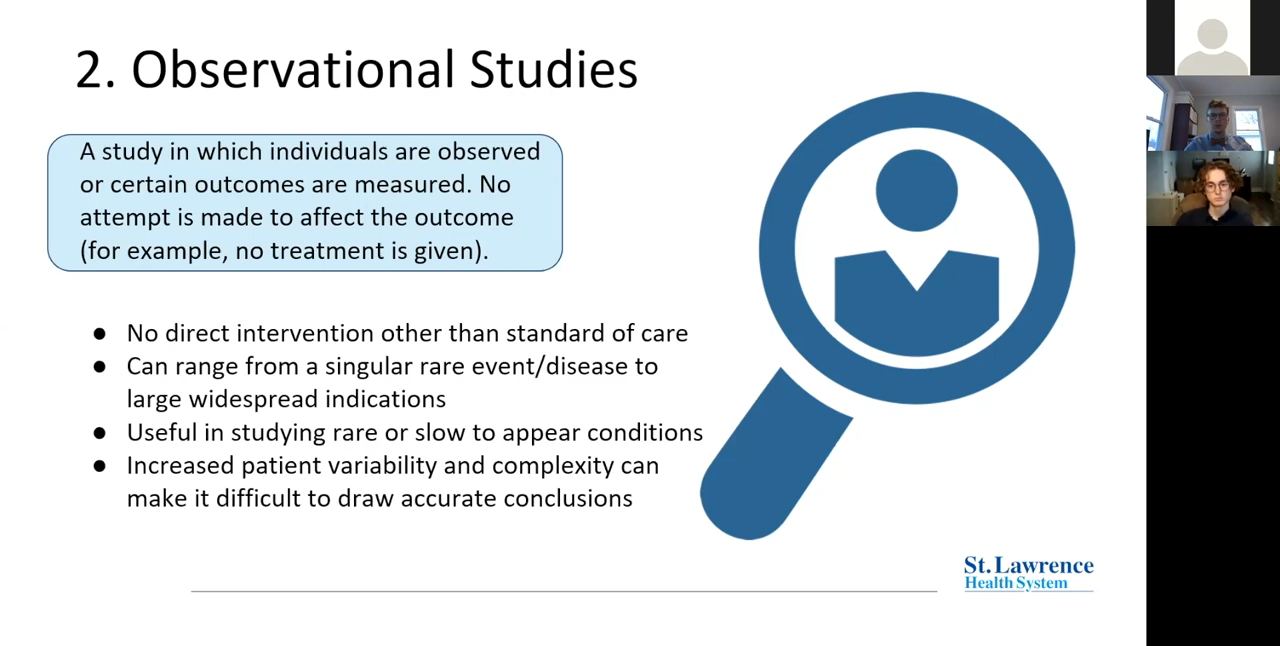 2. Observational Studies
A study in which individuals are observed
or certain outcomes are measured. No
attempt is made to affect the outcome
(for example, no treatment is given).
● No direct intervention other than standard of care
● Can range from a singular rare event/disease to
large widespread indications
● Useful in studying rare or slow to appear conditions
● Increased patient variability and complexity can
make it difficult to draw accurate conclusions
St. Lawrence
Health System